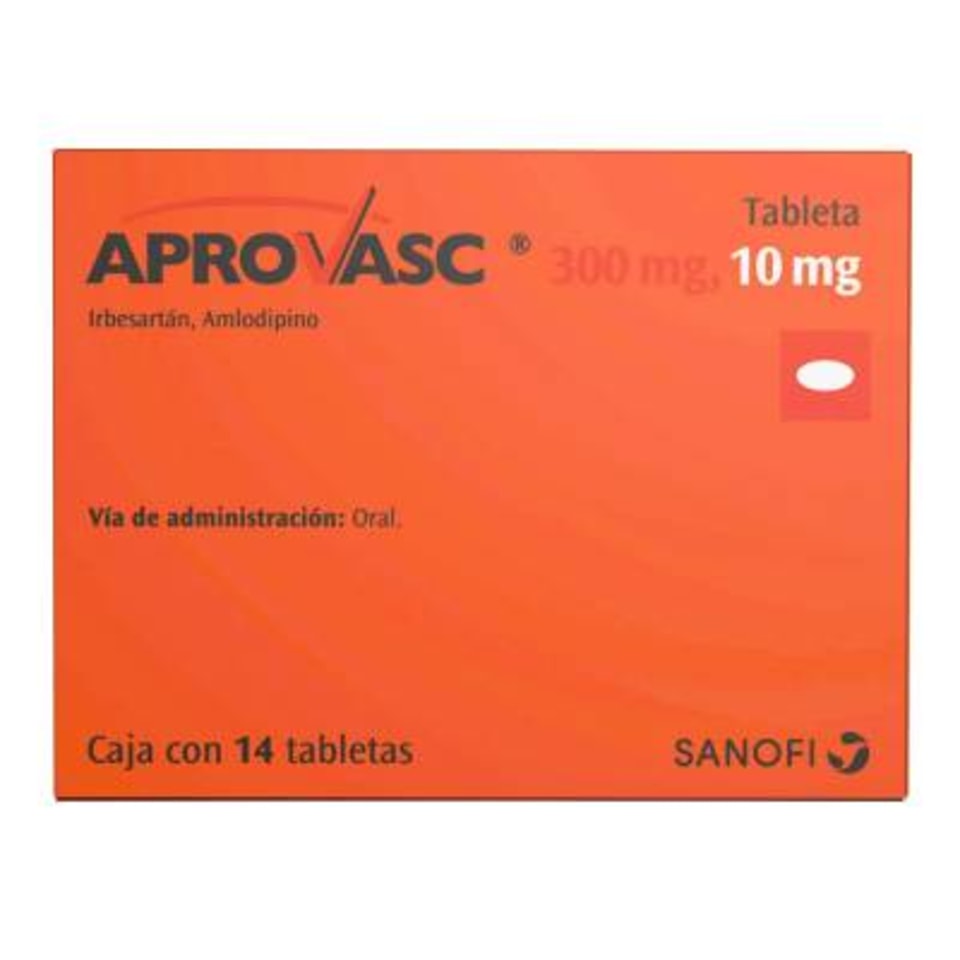 Tableta
APROVASC ® 300 mg, 10 mg
Irbesartán, Amlodipino
Vía de administración: Oral.
Caja con 14 tabletas
SANOFI